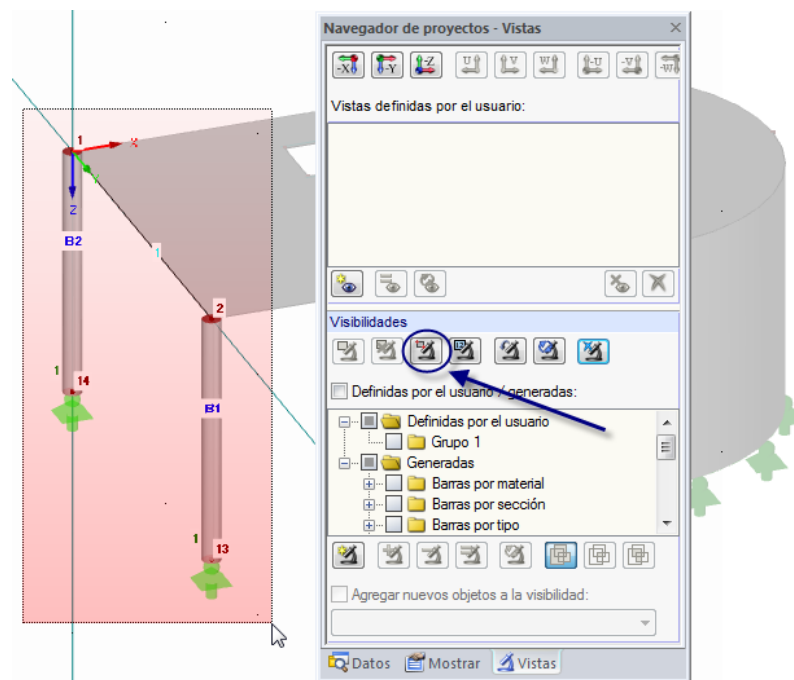 Navegador de proyectos - Vistas
-X -Y -Z U V W -U -V -W
Vistas definidas por el usuario:
Visibilidades
Definidas por el usuario / generadas:
Definidas por el usuario
Grupo 1
Generadas
Barras por material
Barras por sección
Barras por tipo
Agregar nuevos objetos a la visibilidad:
Datos Mostrar Vistas
1
X
Y
Z
B2
1
2
1
14
B1
1
13